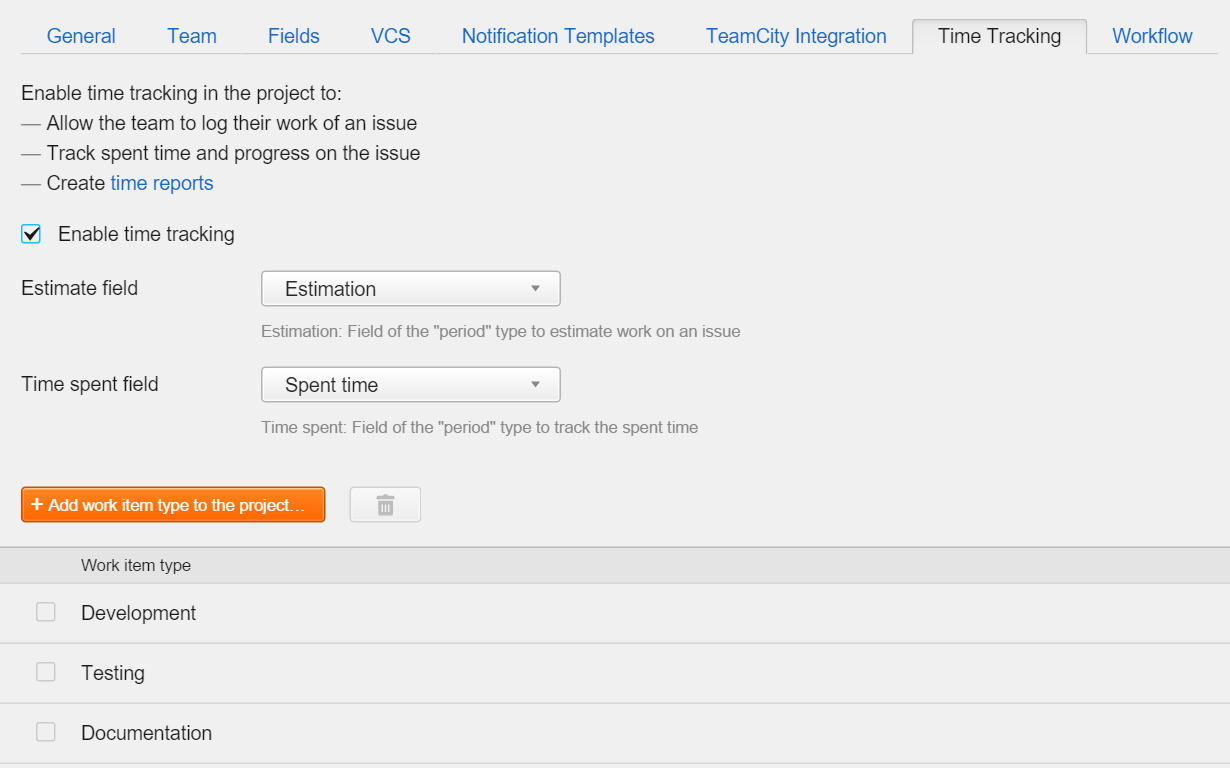 General Team Fields VCS Notification Templates TeamCity Integration Time Tracking Workflow
Enable time tracking in the project to:
— Allow the team to log their work of an issue
— Track spent time and progress on the issue
— Create time reports
Enable time tracking
Estimate field Estimation
Estimation: Field of the "period" type to estimate work on an issue
Time spent field Spent time
Time spent: Field of the "period" type to track the spent time
+ Add work item type to the project...
Work item type
Development
Testing
Documentation